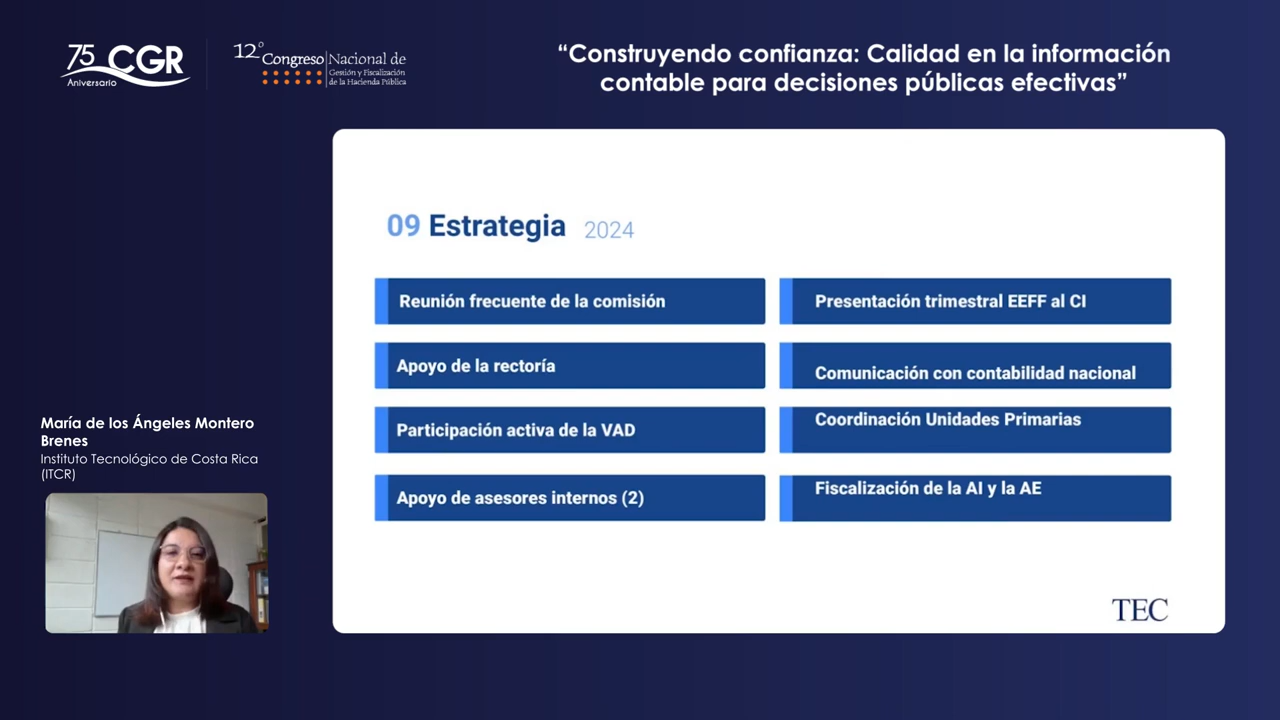 75 CGR
Aniversario
12° Congreso Nacional de
Gestión y Fiscalización
de la Hacienda Pública
“Construyendo confianza: Calidad en la información
contable para decisiones públicas efectivas”
09 Estrategia 2024
Reunión frecuente de la comisión
Apoyo de la rectoría
Participación activa de la VAD
Apoyo de asesores internos (2)
Presentación trimestral EEFF al CI
Comunicación con contabilidad nacional
Coordinación Unidades Primarias
Fiscalización de la AI y la AE
TEC
María de los Ángeles Montero
Brenes
Instituto Tecnológico de Costa Rica
(ITCR)